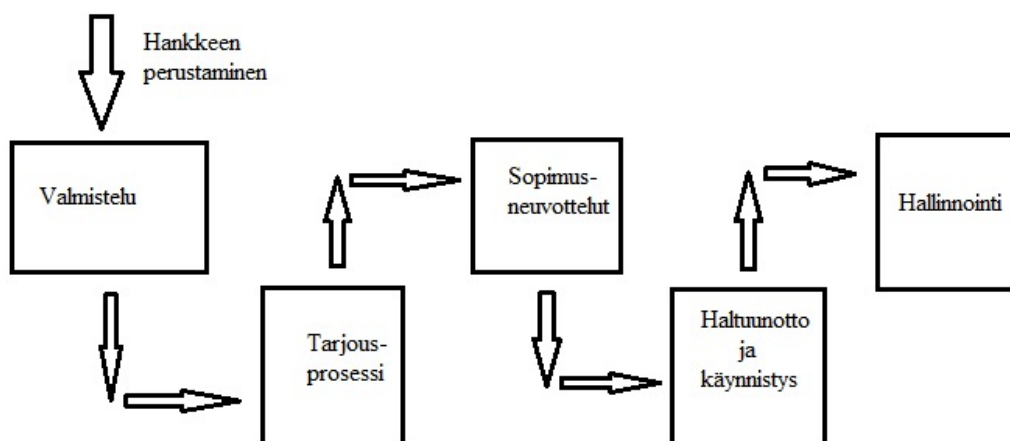 Hankkeen
perustaminen
Valmistelu
Tarjous-
prosessi
Sopimus-
neuvottelut
Haltuunotto
ja
käynnistys
Hallinnointi